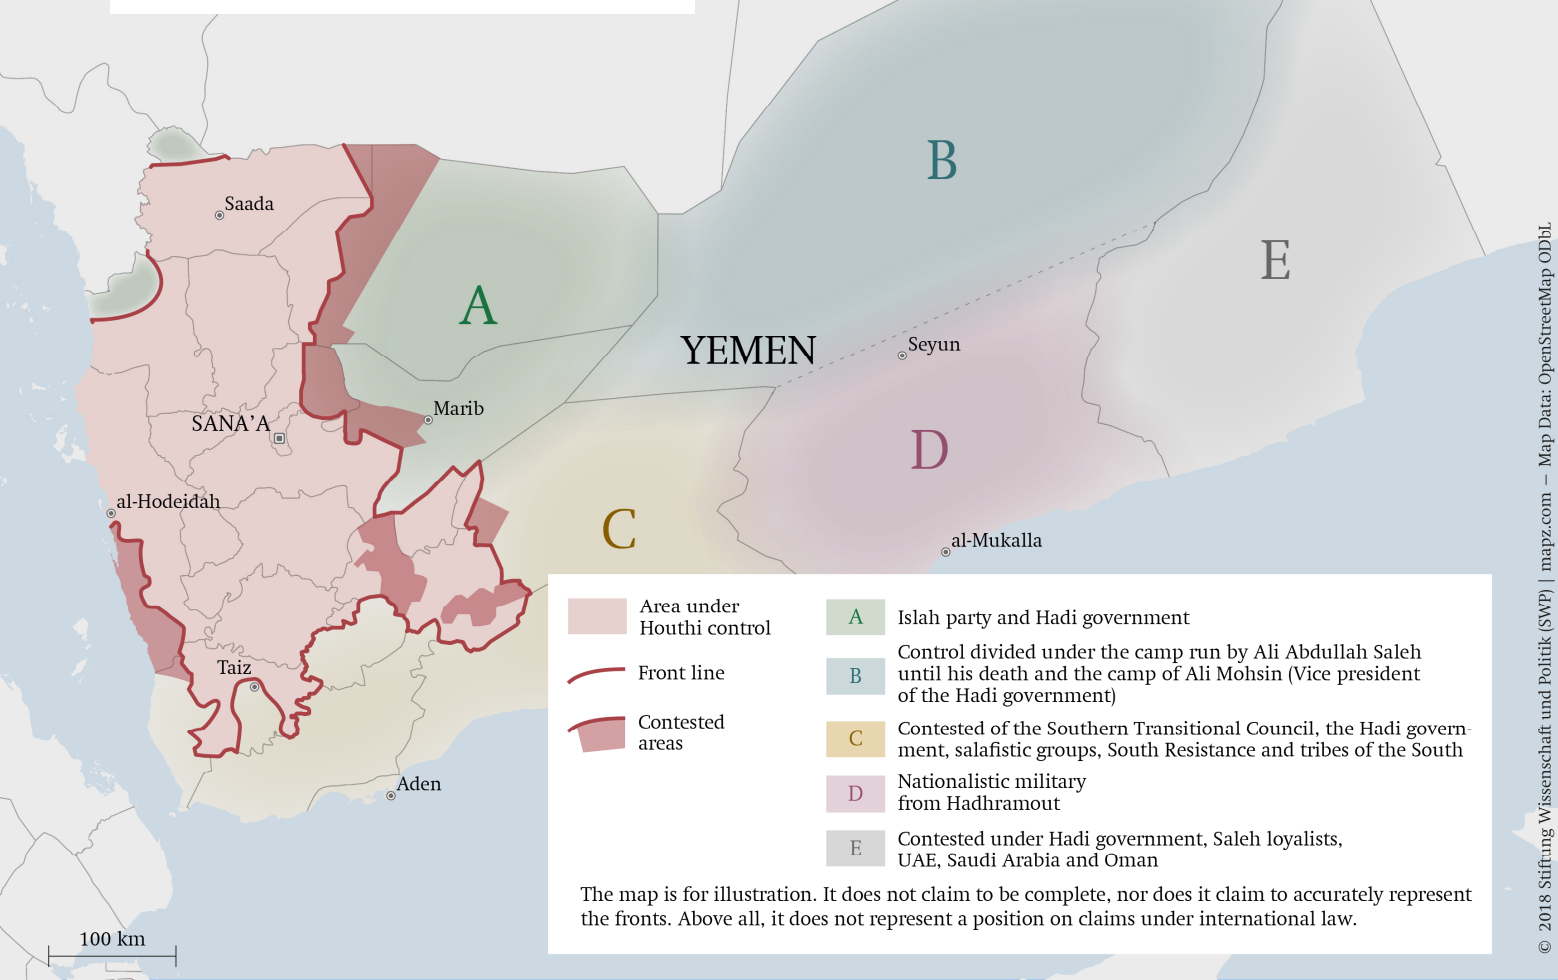 B
E
Saada
A
YEMEN
Seyun
Marib
SANA’A
D
al-Hodeidah
C
al-Mukalla
Taiz
Aden
100 km
Area under
Houthi control
Front line
Contested
areas
A
Islah party and Hadi government
B
Control divided under the camp run by Ali Abdullah Saleh
until his death and the camp of Ali Mohsin (Vice president
of the Hadi government)
C
Contested of the Southern Transitional Council, the Hadi govern-
ment, salafistic groups, South Resistance and tribes of the South
D
Nationalistic military
from Hadhramout
E
Contested under Hadi government, Saleh loyalists,
UAE, Saudi Arabia and Oman
The map is for illustration. It does not claim to be complete, nor does it claim to accurately represent
the fronts. Above all, it does not represent a position on claims under international law.
© 2018 Stiftung Wissenschaft und Politik (SWP) | mapz.com – Map Data: OpenStreetMap ODbL